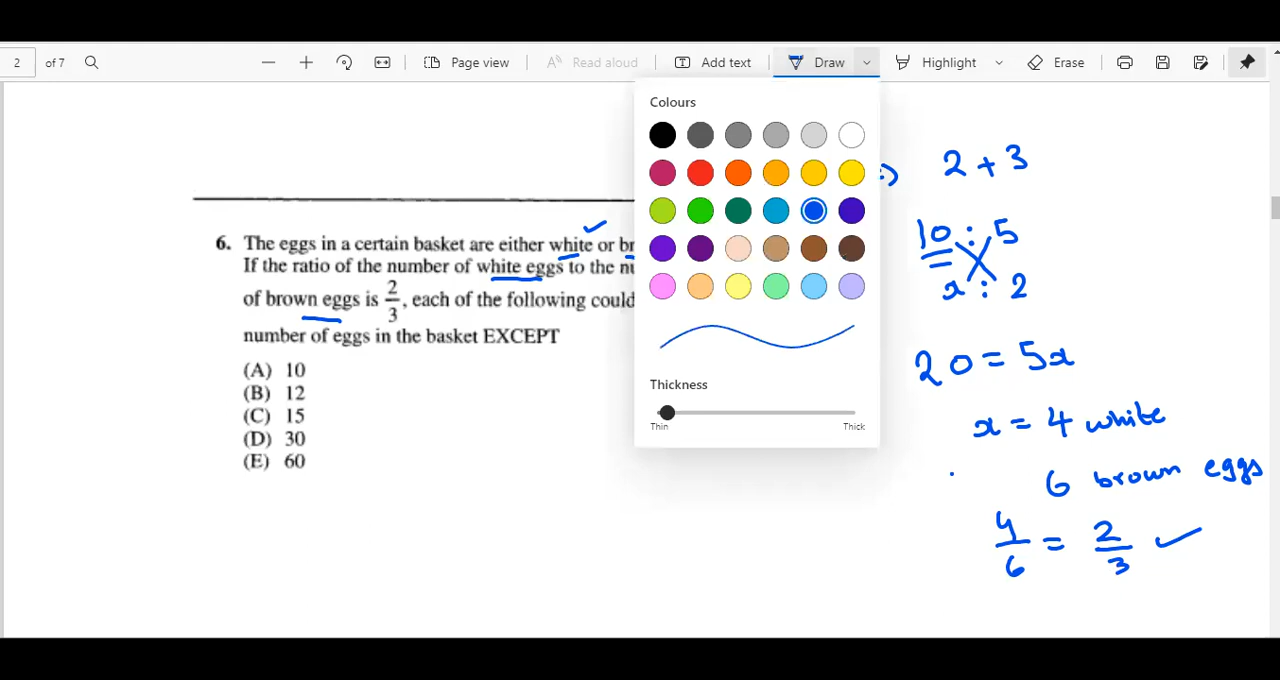 2 of 7 Page view Read aloud Add text Draw Highlight Erase
Colours
Thickness
Thin Thick
6. The eggs in a certain basket are either white or br
If the ratio of the number of white eggs to the nu
of brown eggs is 2/3, each of the following could
number of eggs in the basket EXCEPT
(A) 10
(B) 12
(C) 15
(D) 30
(E) 60
2 + 3
10 : 5
x : 2
20 = 5x
x = 4 white
6 brown eggs
4/6 = 2/3 ✓